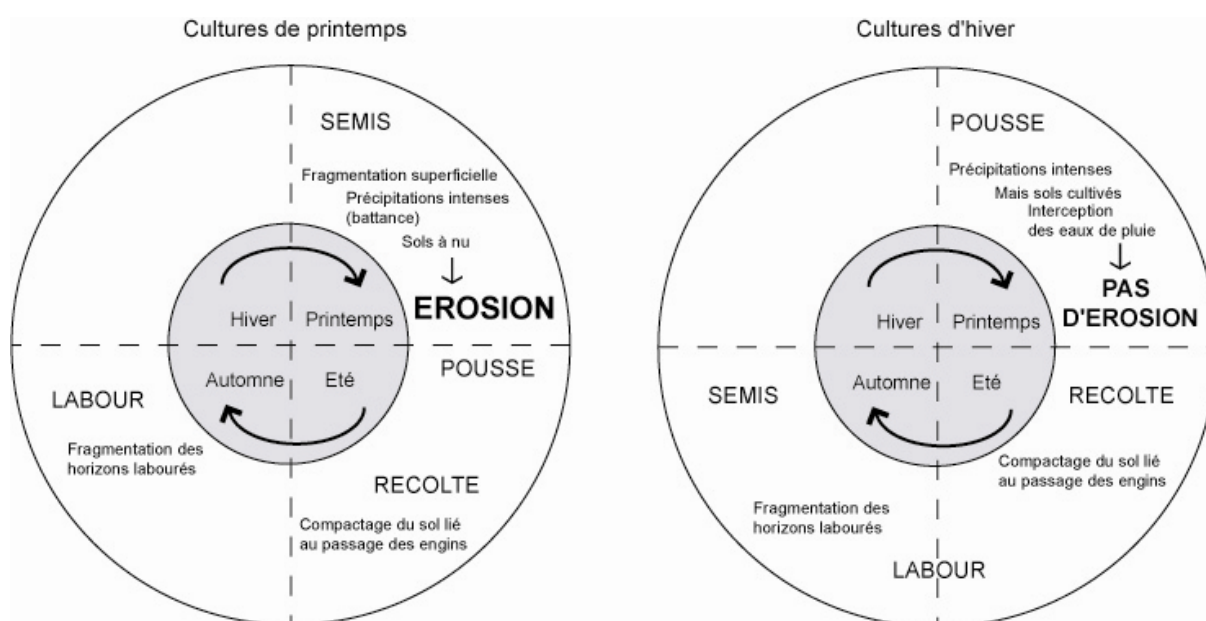 Cultures de printemps
SEMIS
Fragmentation superficielle
Précipitations intenses
(battance)
Sols à nu
EROSION
Hiver
Printemps
Automne
Eté
POUSSE
LABOUR
Fragmentation des
horizons labourés
RECOLTE
Compactage du sol lié
au passage des engins
Cultures d'hiver
POUSSE
Précipitations intenses
Mais sols cultivés
Interception
des eaux de pluie
PAS
D'EROSION
Hiver
Printemps
Automne
Eté
SEMIS
RECOLTE
Compactage du sol lié
au passage des engins
Fragmentation des
horizons labourés
LABOUR